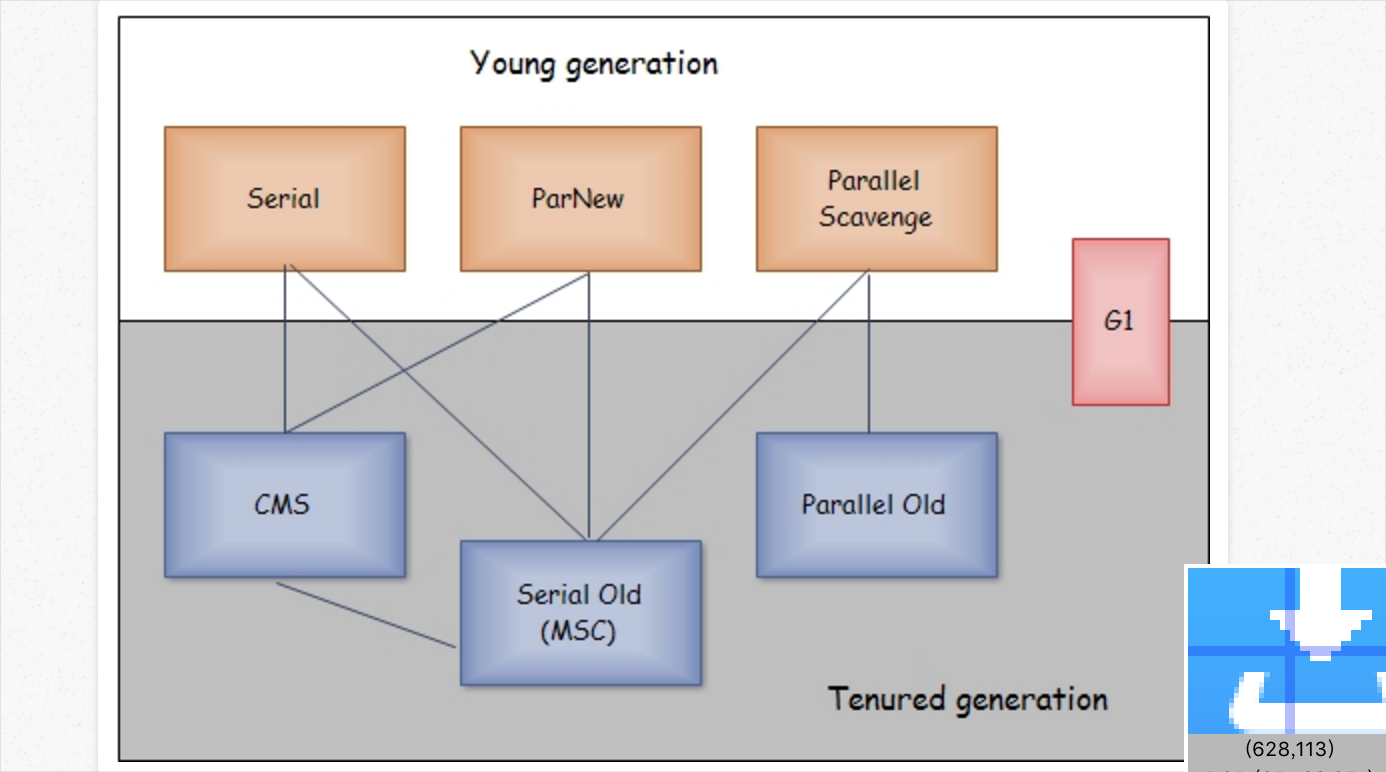 Young generation
Serial
ParNew
Parallel
Scavenge
G1
CMS
Parallel Old
Serial Old
(MSC)
Tenured generation
(628,113)